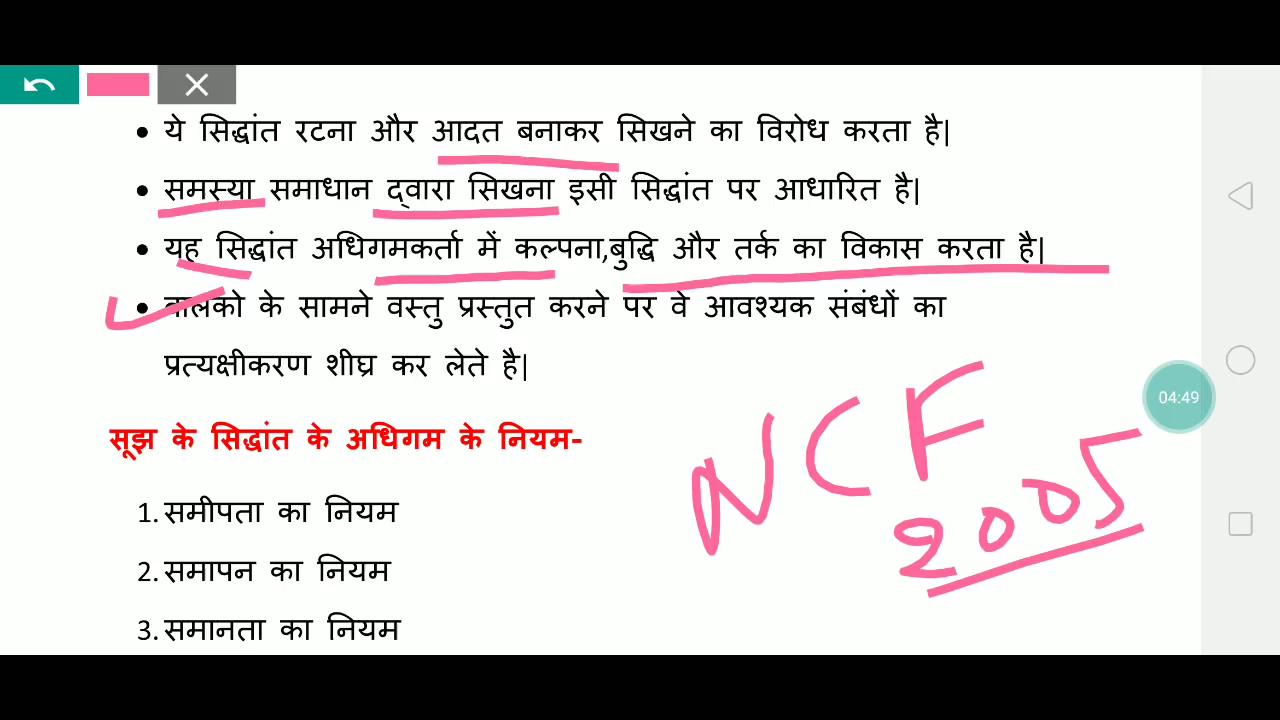 • ये सिद्धांत रटना और आदत बनाकर सिखने का विरोध करता है|
• समस्या समाधान द्वारा सिखना इसी सिद्धांत पर आधारित है|
• यह सिद्धांत अधिगमकर्ता में कल्पना,बुद्धि और तर्क का विकास करता है|
• बालको के सामने वस्तु प्रस्तुत करने पर वे आवश्यक संबंधों का
प्रत्यक्षीकरण शीघ्र कर लेते है|
NCF
2005
04:49
सूझ के सिद्धांत के अधिगम के नियम-
1. समीपता का नियम
2. समापन का नियम
3. समानता का नियम